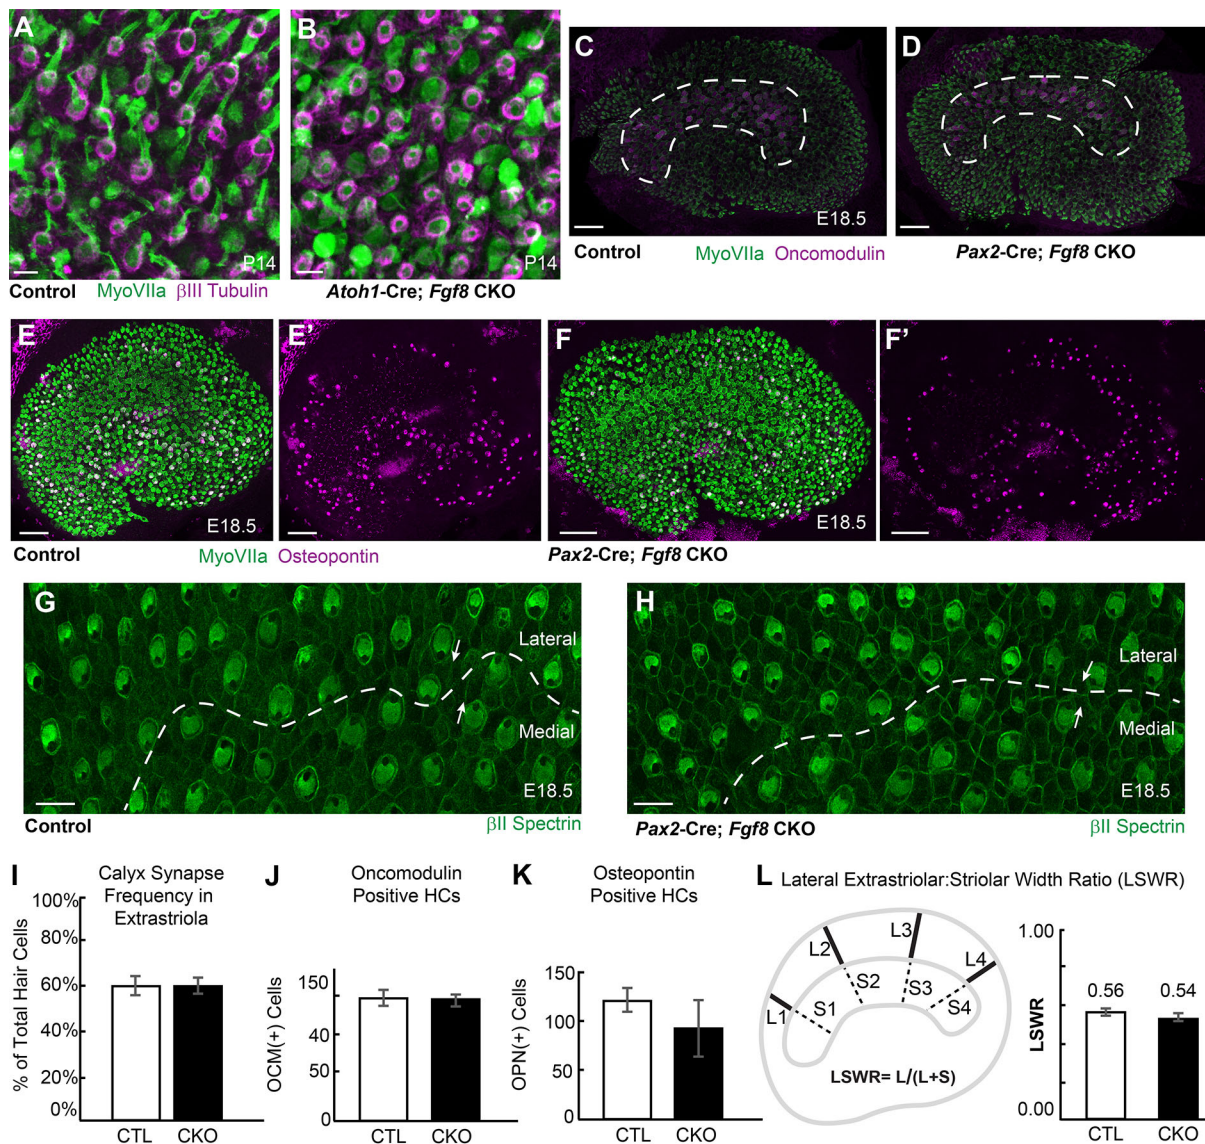 A
B
P14
P14
Control
MyoVIIa βIII Tubulin
Atoh1-Cre; Fgf8 CKO
C
D
E18.5
Control
MyoVIIa Oncomodulin
Pax2-Cre; Fgf8 CKO
E
E'
F
F'
E18.5
E18.5
Control
MyoVIIa Osteopontin
Pax2-Cre; Fgf8 CKO
G
Lateral
Medial
E18.5
Control
βII Spectrin
H
Lateral
Medial
E18.5
Pax2-Cre; Fgf8 CKO
βII Spectrin
I
Calyx Synapse
Frequency in
Extrastriola
% of Total Hair Cells
100%
80%
60%
40%
20%
0%
CTL
CKO
J
Oncomodulin
Positive HCs
OCM(+) Cells
150
40
50
0
CTL
CKO
K
Osteopontin
Positive HCs
OPN(+) Cells
150
100
50
0
CTL
CKO
L Lateral Extrastriolar:Striolar Width Ratio (LSWR)
L1
L2
L3
L4
S1
S2
S3
S4
LSWR= L/(L+S)
LSWR
1.00
0.00
0.56
0.54
CTL
CKO